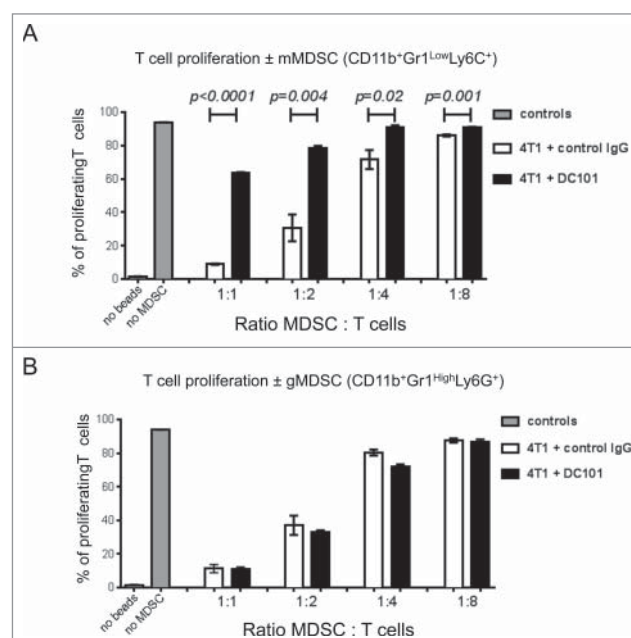 A
T cell proliferation ± mMDSC (CD11b⁺Gr1ᴸᵒʷLy6C⁺)
p<0.0001 p=0.004 p=0.02 p=0.001
% of proliferatingT cells
100
80
60
40
20
0
controls
4T1 + control IgG
4T1 + DC101
no beads no MDSC 1:1 1:2 1:4 1:8
Ratio MDSC : T cells
B
T cell proliferation ± gMDSC (CD11b⁺Gr1ᴴⁱᵍʰLy6G⁺)
% of proliferatingT cells
100
80
60
40
20
0
controls
4T1 + control IgG
4T1 + DC101
no beads no MDSC 1:1 1:2 1:4 1:8
Ratio MDSC : T cells